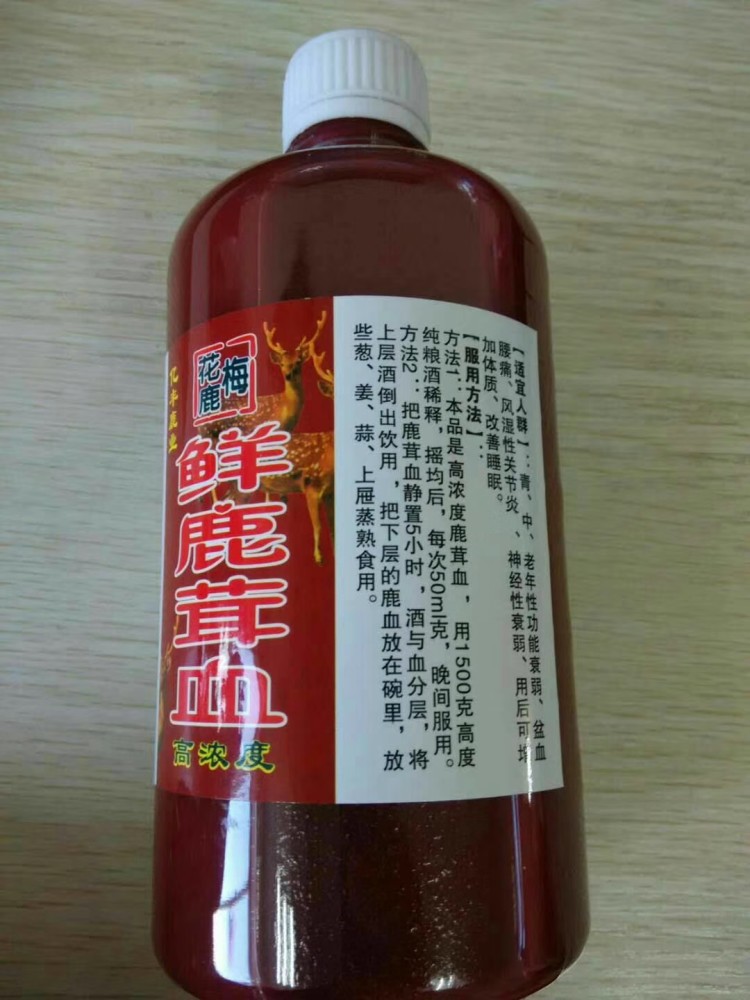 亿丰鹿业
梅
花鹿
鲜鹿茸血
高浓度
【适宜人群】:青、中、老年性功能衰弱、盆血
腰痛、风湿性关节炎、神经性衰弱、用后可增
加体质、改善睡眠。
【服用方法】:
方法1:本品是高浓度鹿茸血,用1500克高度
纯粮酒稀释,摇均后,每次50ml克,晚间服用。
方法2:把鹿茸血静置5小时,酒与血分层,将
上层酒倒出饮用,把下层的鹿血放在碗里,放
些葱、姜、蒜、上屉蒸熟食用。